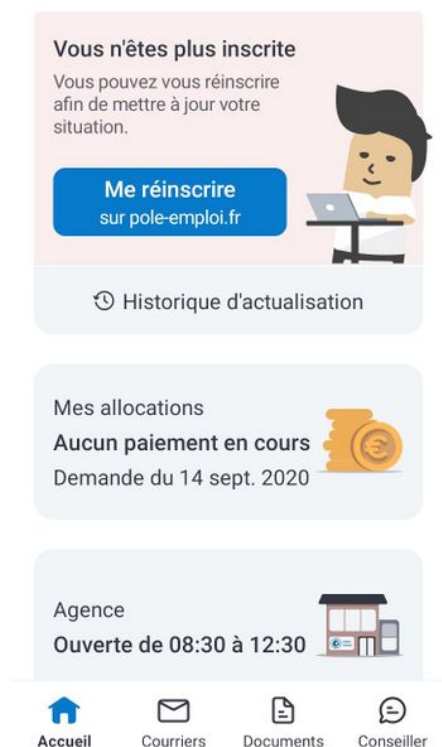 Vous n'êtes plus inscrite
Vous pouvez vous réinscrire
afin de mettre à jour votre
situation.
Me réinscrire
sur pole-emploi.fr
Historique d'actualisation
Mes allocations
Aucun paiement en cours
Demande du 14 sept. 2020
Agence
Ouverte de 08:30 à 12:30
Accueil
Courriers
Documents
Conseiller